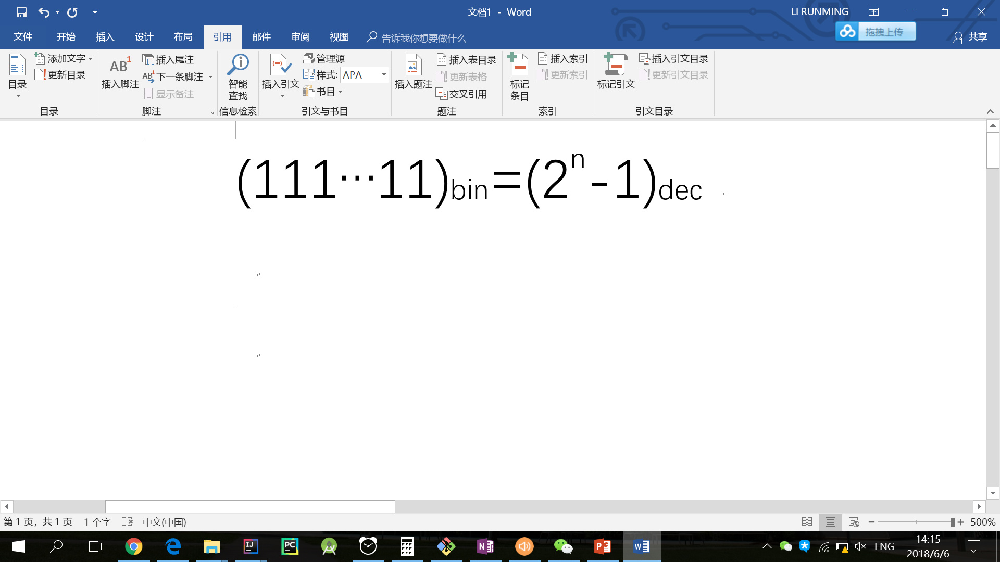 文档1 - Word
LI RUNMING
拖拽上传
文件 开始 插入 设计 布局 引用 邮件 审阅 视图 告诉我你想要做什么 共享
目录
添加文字
更新目录
目录
AB1
插入脚注
插入尾注
下一条脚注
显示备注
脚注
智能
查找
信息检索
插入引文
管理源
样式: APA
书目
引文与书目
插入题注
插入表目录
更新表格
交叉引用
题注
标记
条目
插入索引
更新索引
索引
标记引文
插入引文目录
更新引文目录
引文目录
(111…11)bin=(2ⁿ-1)dec
第 1 页，共 1 页 1 个字 中文(中国) 500%
ENG
14:15
2018/6/6